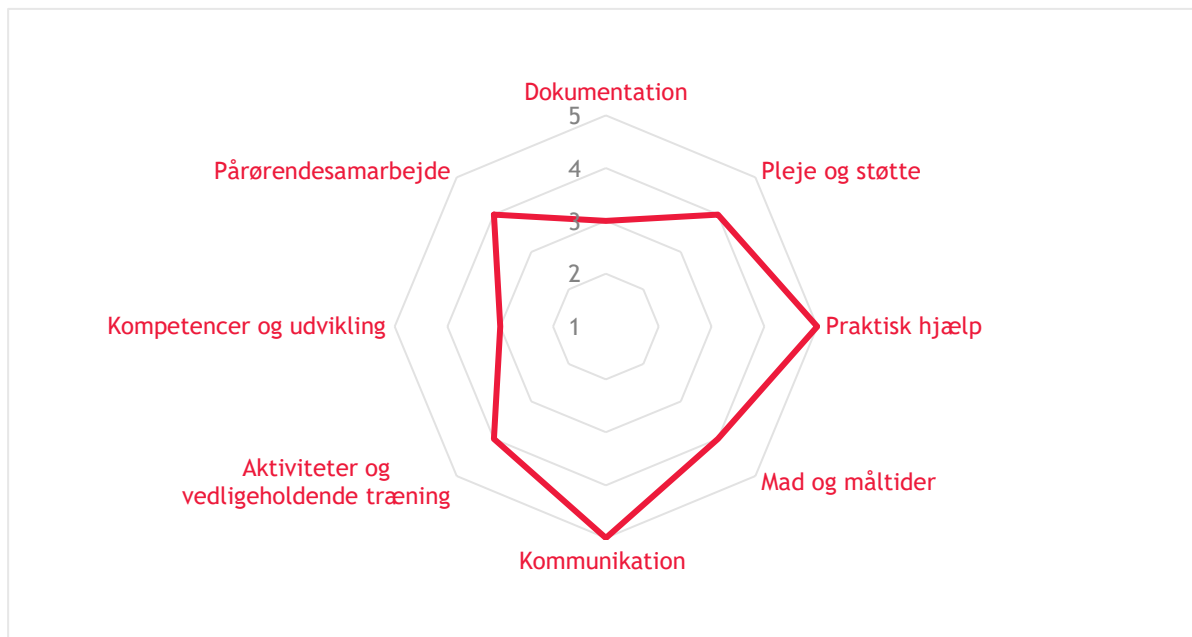 Dokumentation
5
Pårørendesamarbejde
4
Pleje og støtte
3
2
Kompetencer og udvikling
1
Praktisk hjælp
Aktiviteter og
vedligeholdende træning
Mad og måltider
Kommunikation